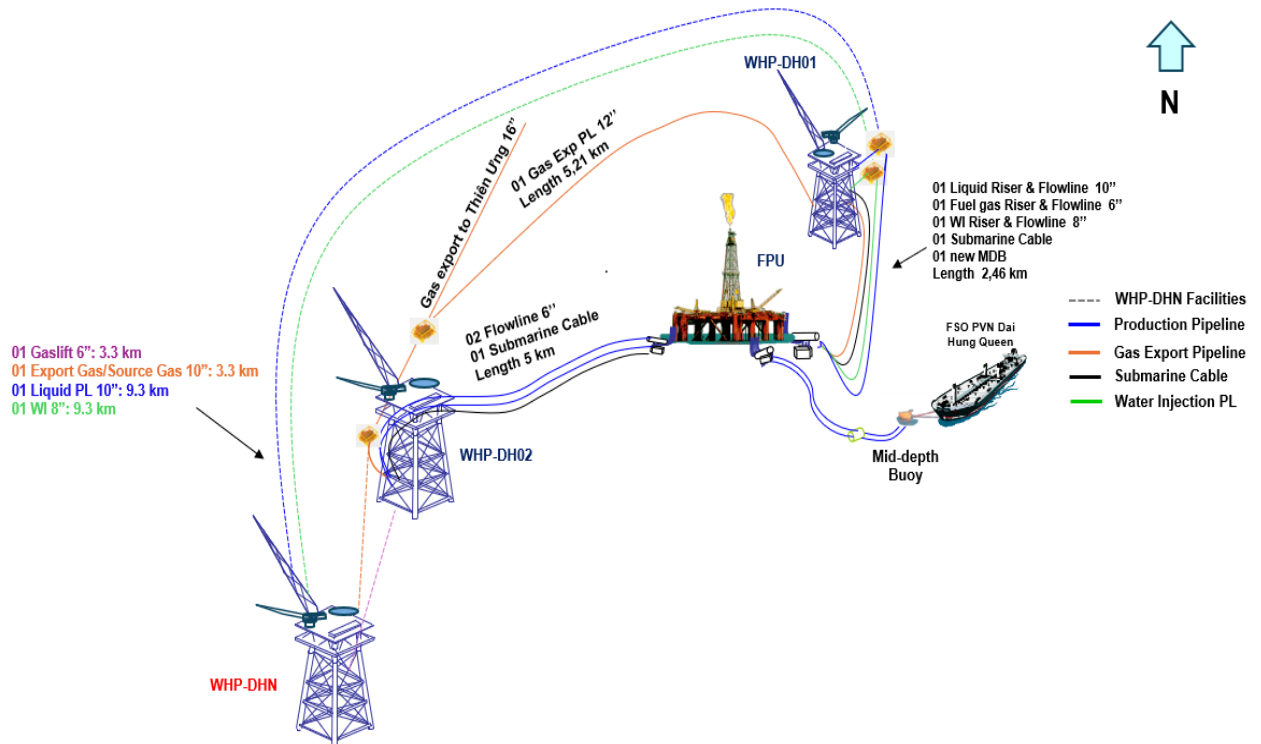 WHP-DH01
N
Gas export to Thiên Ưng 16”
01 Gas Exp PL 12”
Length 5,21 km
01 Liquid Riser & Flowline 10”
01 Fuel gas Riser & Flowline 6”
01 WI Riser & Flowline 8”
01 Submarine Cable
01 new MDB
Length 2,46 km
FPU
02 Flowline 6”
01 Submarine Cable
Length 5 km
WHP-DHN Facilities
Production Pipeline
Gas Export Pipeline
Submarine Cable
Water Injection PL
FSO PVN Dai
Hung Queen
01 Gaslift 6”: 3.3 km
01 Export Gas/Source Gas 10”: 3.3 km
01 Liquid PL 10”: 9.3 km
01 WI 8”: 9.3 km
WHP-DH02
Mid-depth
Buoy
WHP-DHN